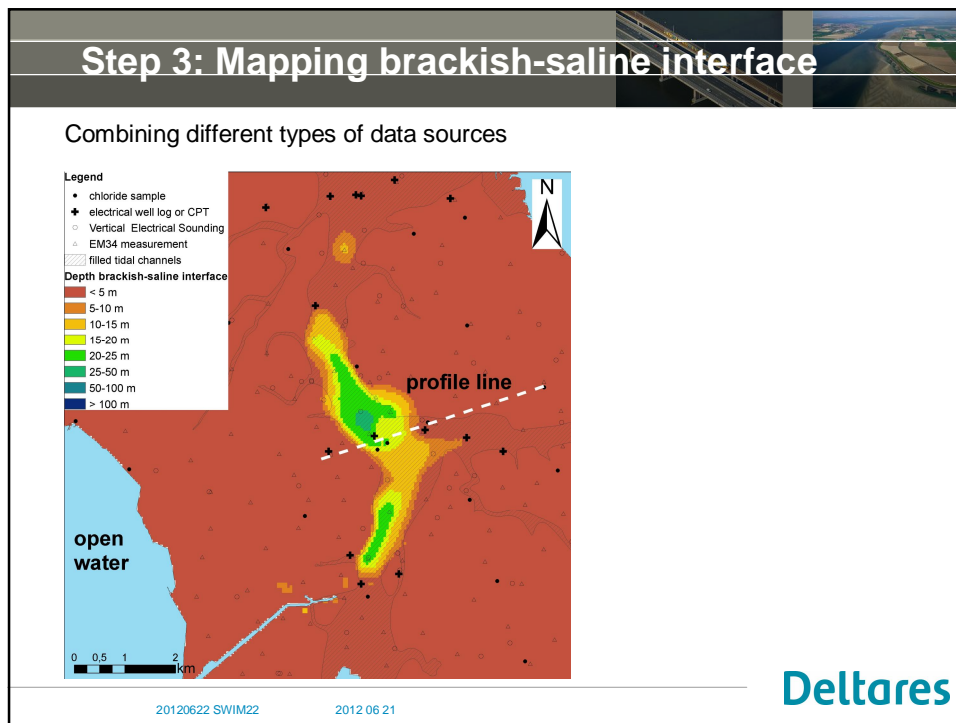 Step 3: Mapping brackish-saline interface
Combining different types of data sources
Legend
chloride sample
electrical well log or CPT
Vertical Electrical Sounding
EM34 measurement
filled tidal channels
Depth brackish-saline interface
< 5 m
5-10 m
10-15 m
15-20 m
20-25 m
25-50 m
50-100 m
> 100 m
N
profile line
open
water
0 0,5 1 2
km
Deltares
20120622 SWIM22 2012 06 21